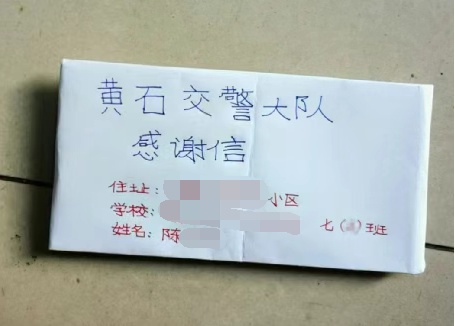 黄石交警大队
感谢信
住址: 小区
学校: 七( )班
姓名: 陈